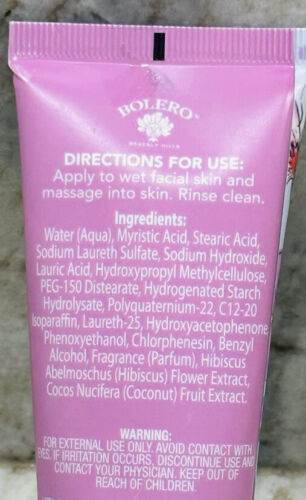 BOLERO™
BEVERLY HILLS
DIRECTIONS FOR USE:
Apply to wet facial skin and
massage into skin. Rinse clean.
Ingredients:
Water (Aqua), Myristic Acid, Stearic Acid,
Sodium Laureth Sulfate, Sodium Hydroxide,
Lauric Acid, Hydroxypropyl Methylcellulose,
PEG-150 Distearate, Hydrogenated Starch
Hydrolysate, Polyquaternium-22, C12-20
Isoparaffin, Laureth-25, Hydroxyacetophenone
Phenoxyethanol, Chlorphenesin, Benzyl
Alcohol, Fragrance (Parfum), Hibiscus
Abelmoschus (Hibiscus) Flower Extract,
Cocos Nucifera (Coconut) Fruit Extract.
WARNING:
FOR EXTERNAL USE ONLY, AVOID CONTACT WITH
EYES. IF IRRITATION OCCURS, DISCONTINUE USE AND
CONTACT YOUR PHYSICIAN. KEEP OUT OF
REACH OF CHILDREN.